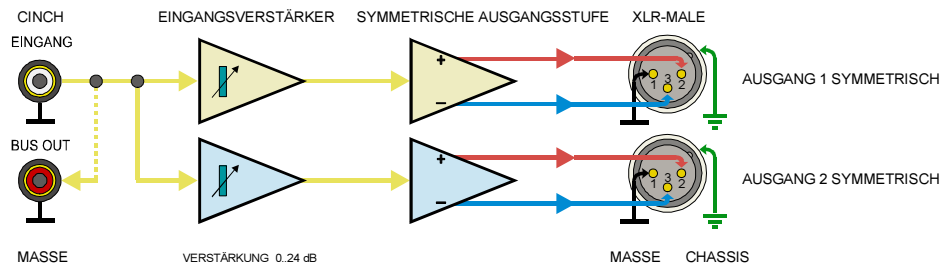 CINCH EINGANGSVERSTÄRKER SYMMETRISCHE AUSGANGSSTUFE XLR-MALE
EINGANG
+
1 3 2
AUSGANG 1 SYMMETRISCH
−
BUS OUT
+
1 3 2
AUSGANG 2 SYMMETRISCH
−
MASSE VERSTÄRKUNG 0..24 dB MASSE CHASSIS